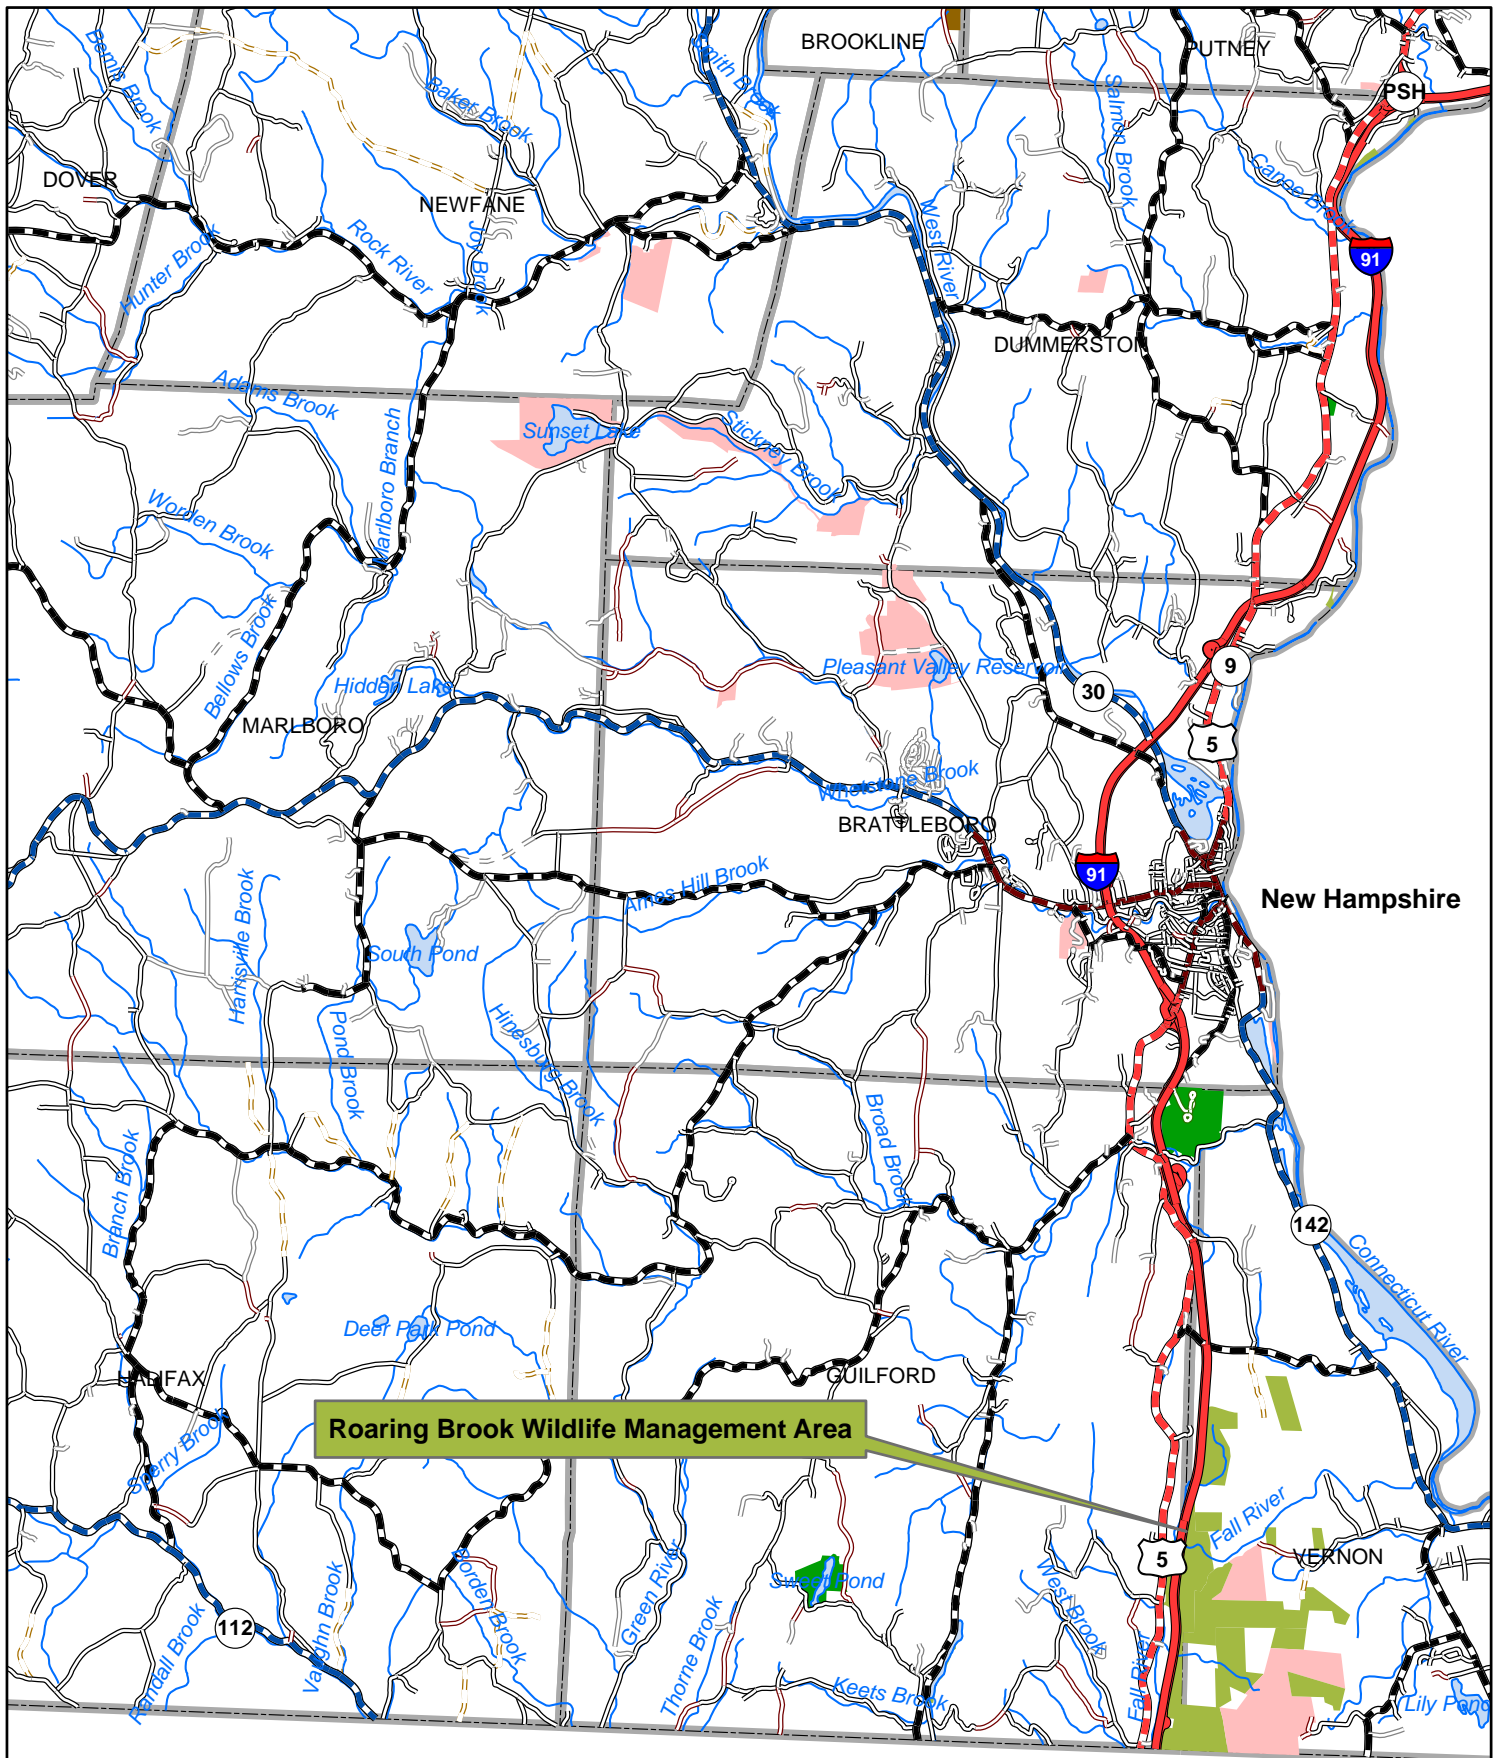 BROOKLINE
PUTNEY
Bemis Brook
Baker Brook
Smith Brook
Salmon Brook
PSH
Canoe Brook
DOVER
NEWFANE
Joy Brook
Rock River
Hunter Brook
West River
91
DUMMERSTON
Adams Brook
Marlboro Branch
Sunset Lake
Stickney Brook
Worden Brook
Marlboro Branch
Bellows Brook
Hidden Lake
Pleasant Valley Reservoir
30
9
MARLBORO
5
Whetstone Brook
BRATTLEBORO
91
Ames Hill Brook
New Hampshire
Harrisville Brook
South Pond
Pond Brook
Hinesburg Brook
Broad Brook
Branch Brook
142
Connecticut River
Deer Park Pond
HALIFAX
GUILFORD
Roaring Brook Wildlife Management Area
Sperry Brook
Fall River
VERNON
5
Sweet Pond
Green River
West Brook
Borden Brook
Vaughn Brook
112
Randall Brook
Thorne Brook
Keets Brook
Fall River
Lily Pond